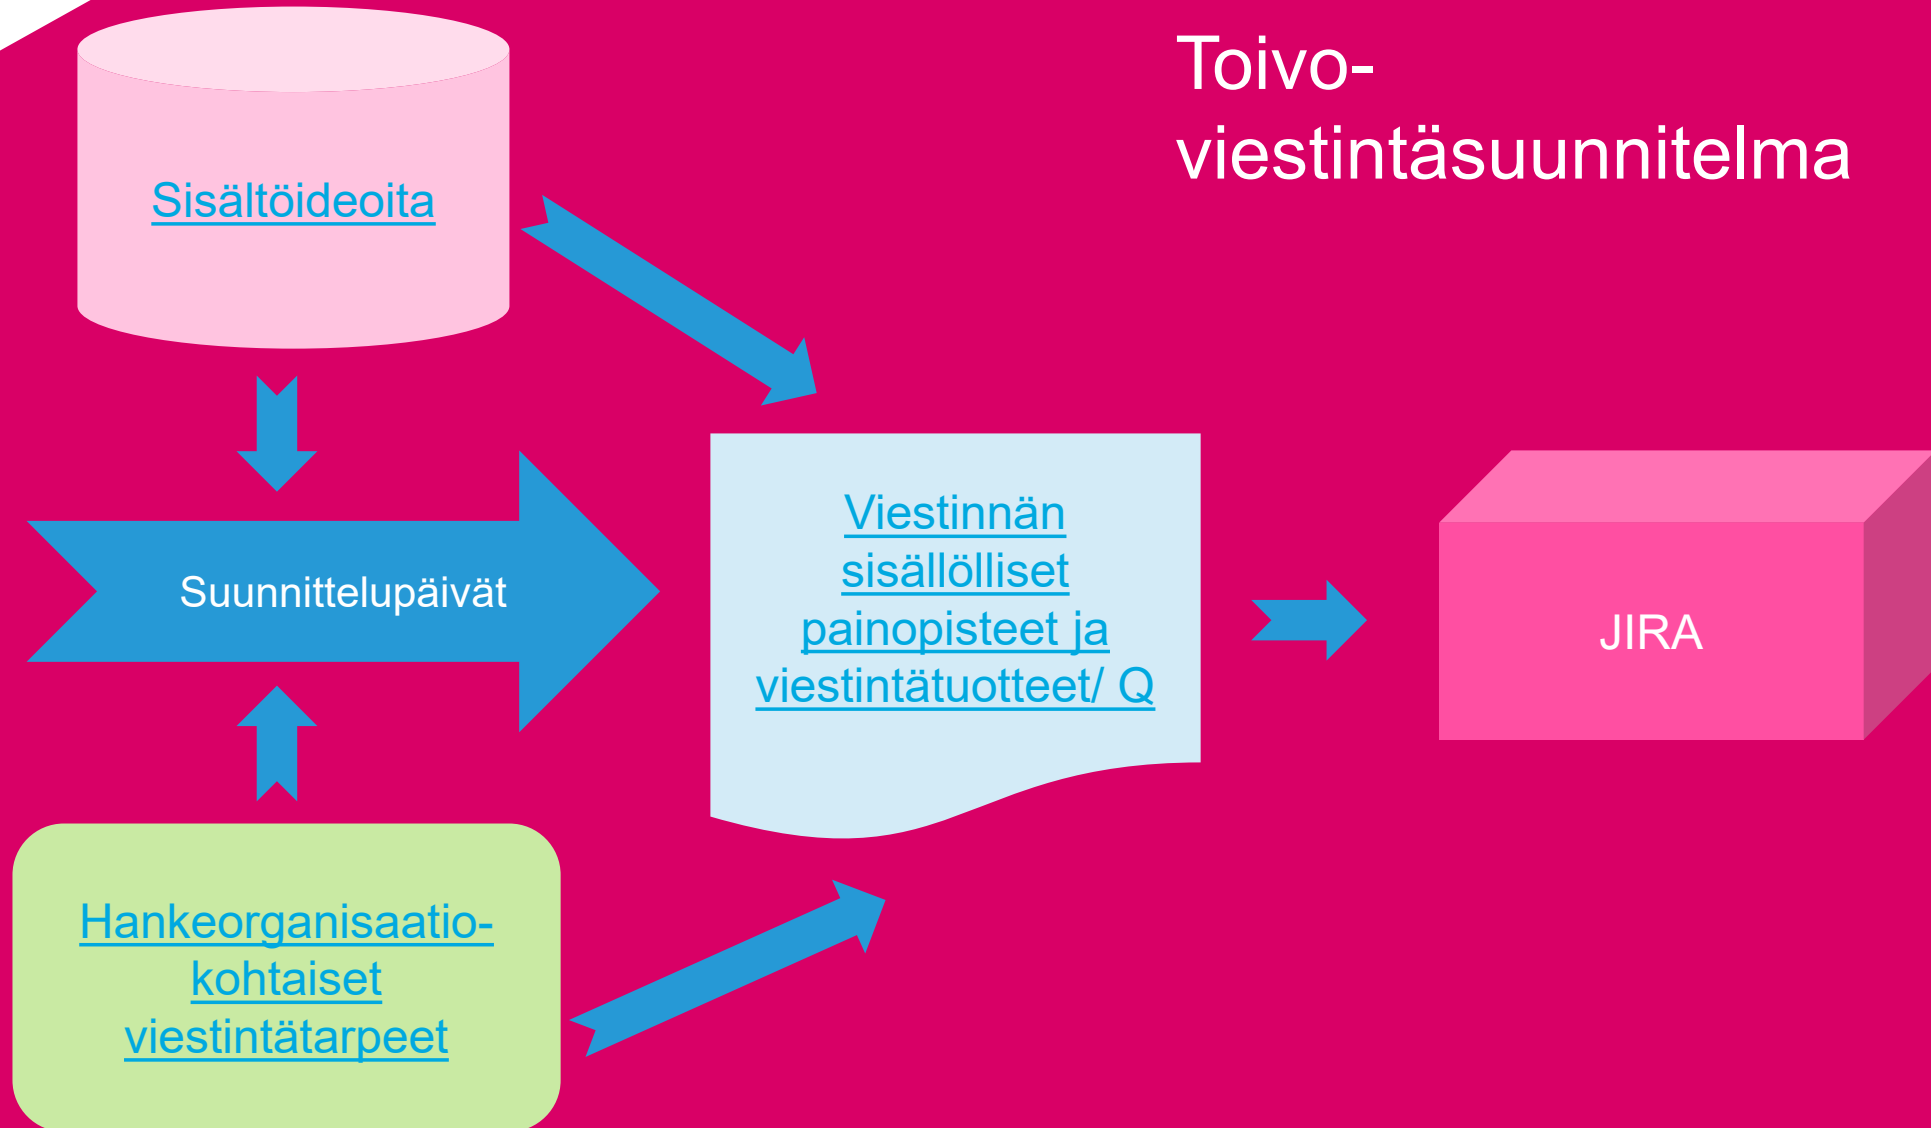 Toivo-
viestintäsuunnitelma
Sisältöideoita
Suunnittelupäivät
Viestinnän
sisällölliset
painopisteet ja
viestintätuotteet/ Q
JIRA
Hankeorganisaatio-
kohtaiset
viestintätarpeet